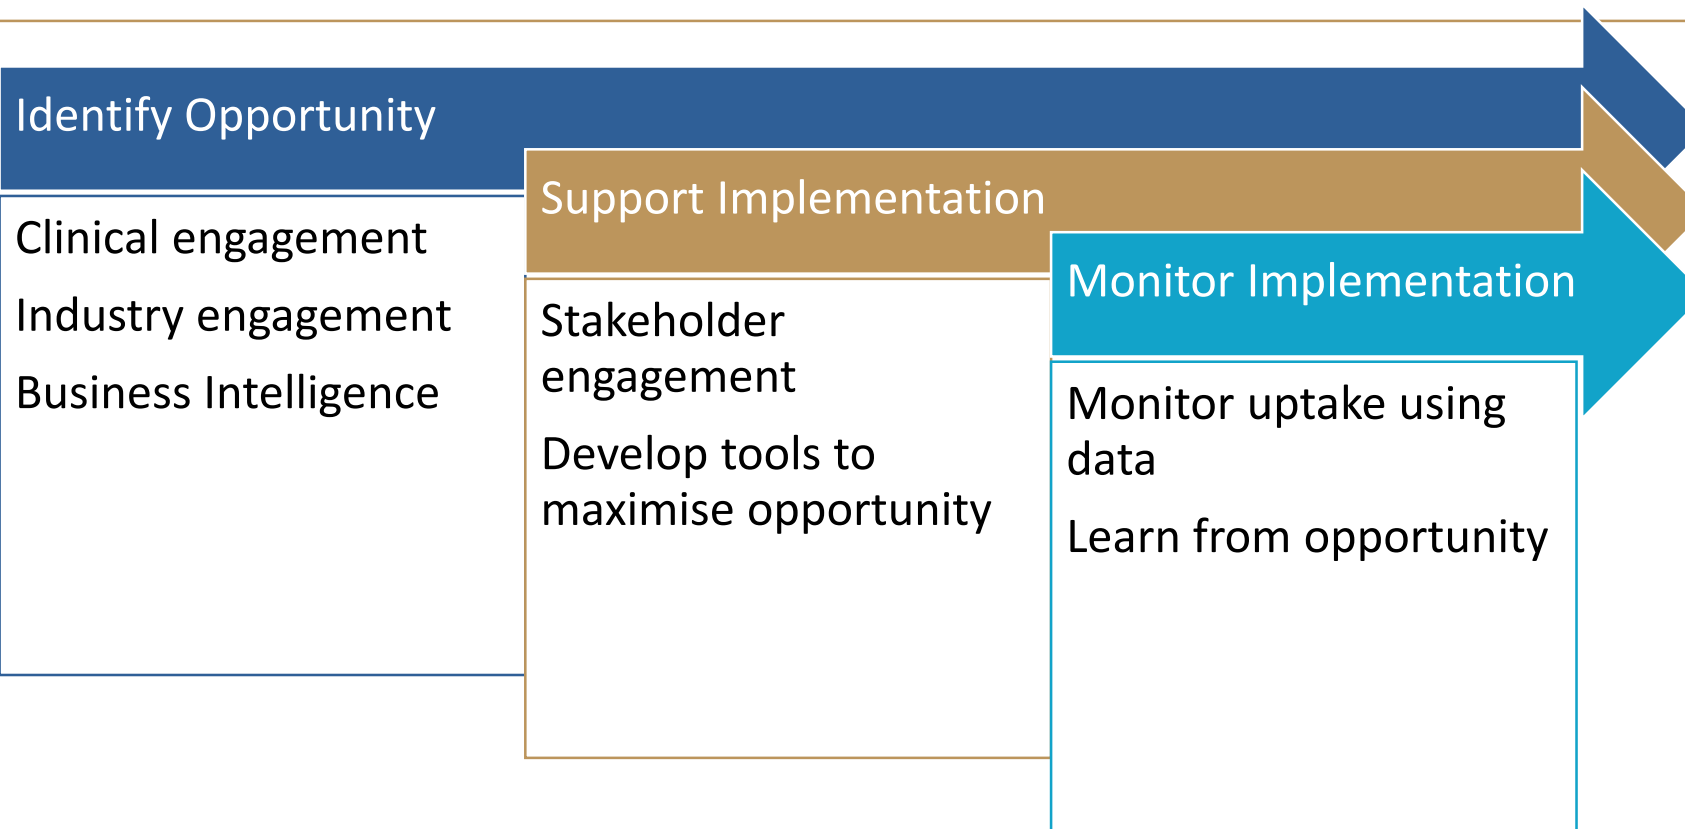 Identify Opportunity
Clinical engagement
Industry engagement
Business Intelligence
Support Implementation
Stakeholder
engagement
Develop tools to
maximise opportunity
Monitor Implementation
Monitor uptake using
data
Learn from opportunity